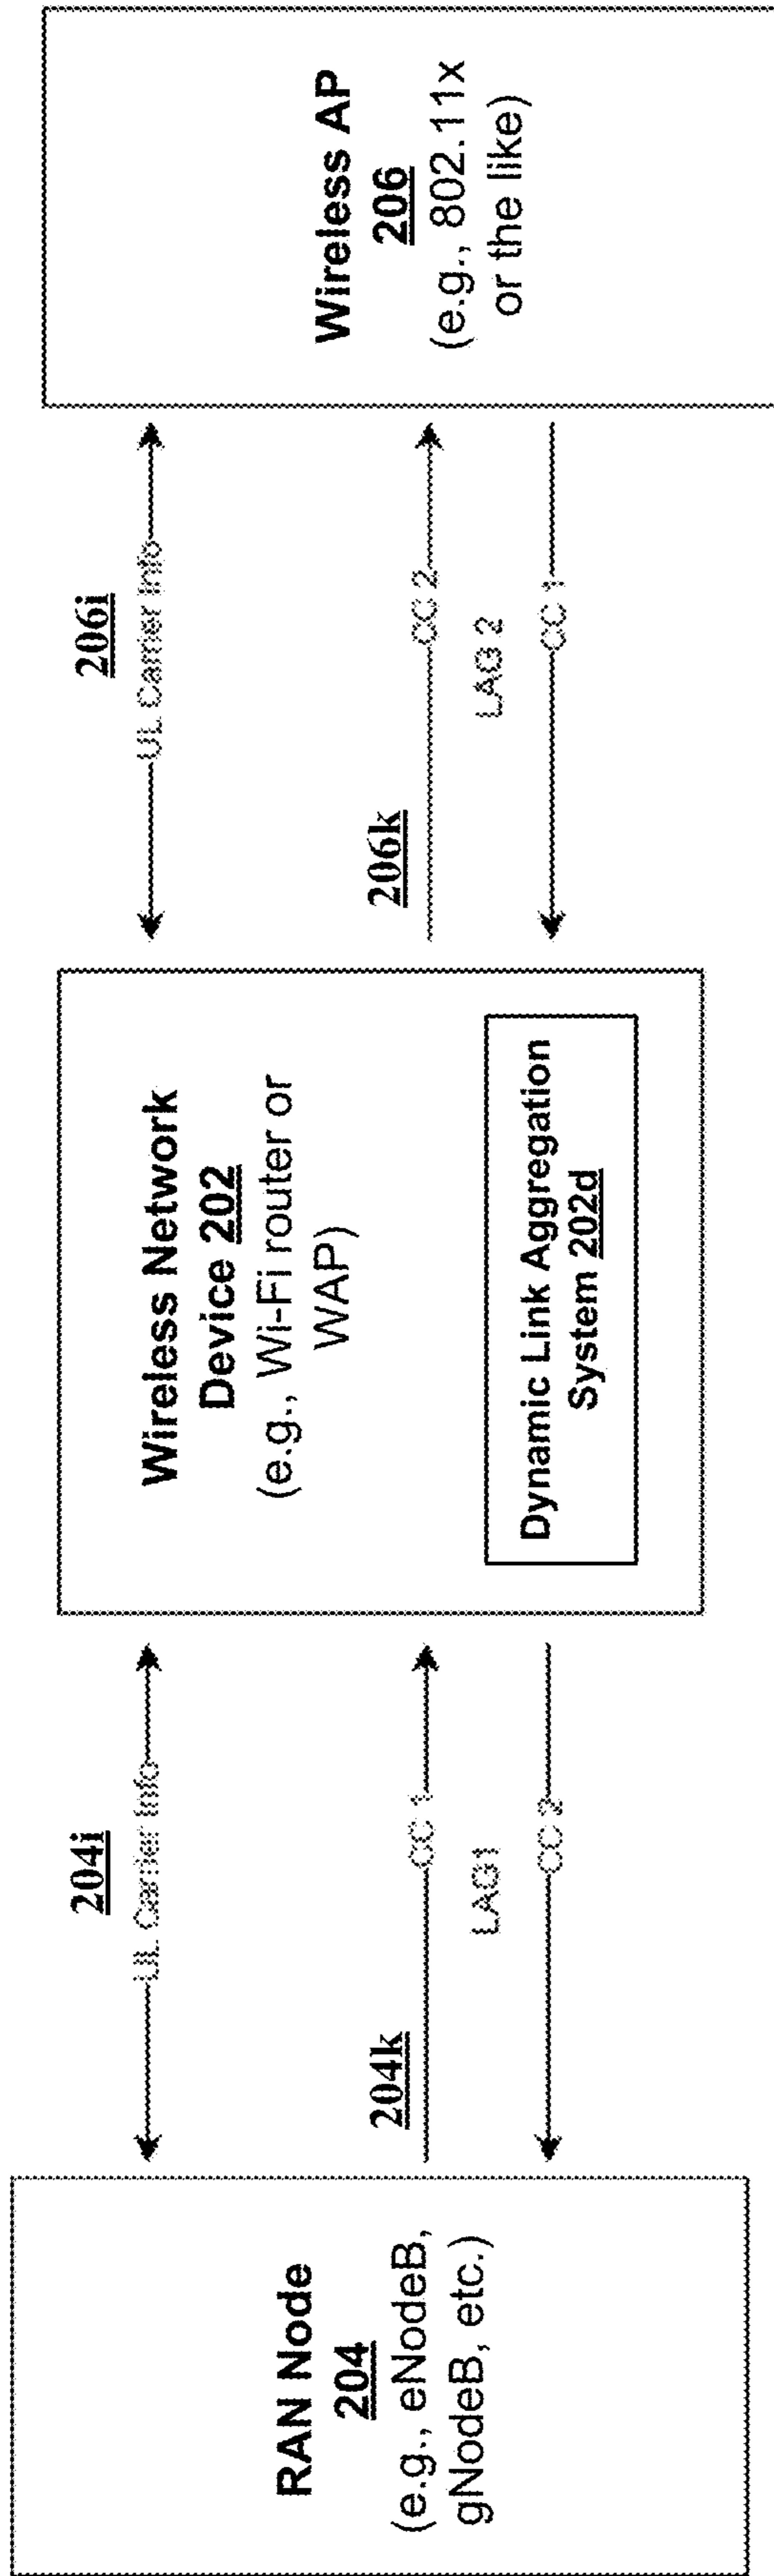 RAN Node
204
(e.g., eNodeB,
gNodeB, etc.)
204i
UL Carrier Info
204k
CC 1
LAG1
CC 2
Wireless Network
Device 202
(e.g., Wi-Fi router or
WAP)
Dynamic Link Aggregation
System 202d
206i
UL Carrier Info
206k
CC 2
LAG 2
CC 1
Wireless AP
206
(e.g., 802.11x
or the like)